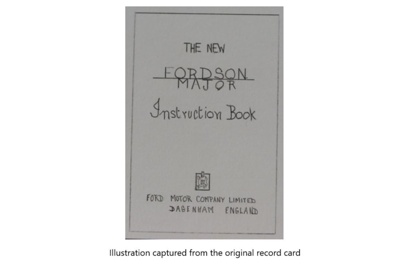 THE NEW
FORDSON
MAJOR
Instruction Book
FORD MOTOR COMPANY LIMITED
DAGENHAM ENGLAND
Illustration captured from the original record card